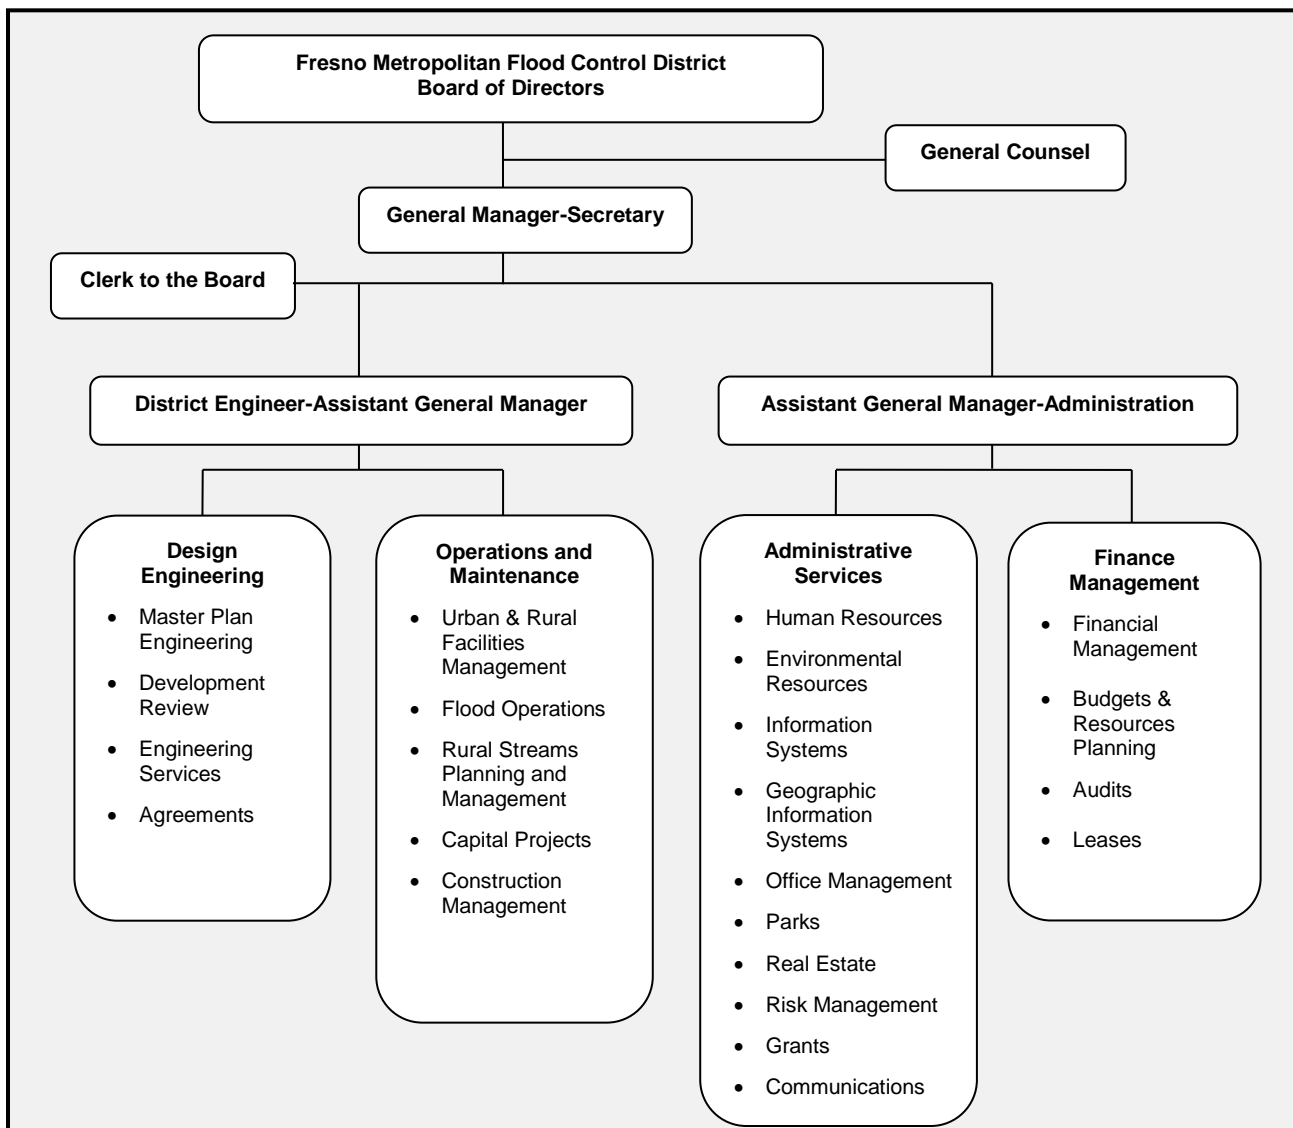 Fresno Metropolitan Flood Control District
Board of Directors
General Counsel
General Manager-Secretary
Clerk to the Board
District Engineer-Assistant General Manager
Assistant General Manager-Administration
Design
Engineering
• Master Plan
Engineering
• Development
Review
• Engineering
Services
• Agreements
Operations and
Maintenance
• Urban & Rural
Facilities
Management
• Flood Operations
• Rural Streams
Planning and
Management
• Capital Projects
• Construction
Management
Administrative
Services
• Human Resources
• Environmental
Resources
• Information
Systems
• Geographic
Information
Systems
• Office Management
• Parks
• Real Estate
• Risk Management
• Grants
• Communications
Finance
Management
• Financial
Management
• Budgets &
Resources
Planning
• Audits
• Leases